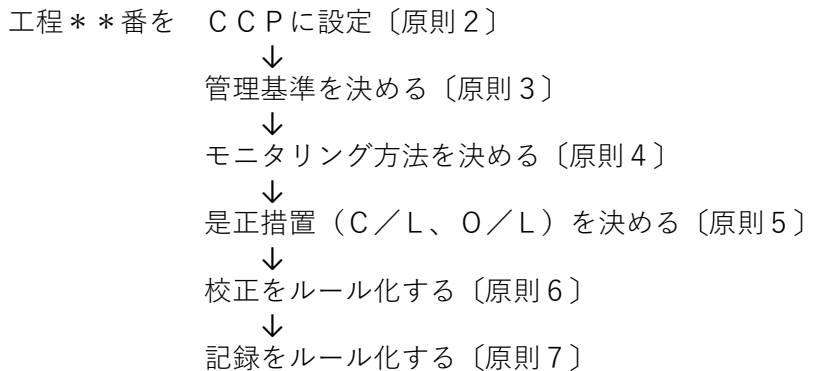 工程＊＊番を　ＣＣＰに設定〔原則２〕
↓
管理基準を決める〔原則３〕
↓
モニタリング方法を決める〔原則４〕
↓
是正措置（Ｃ／Ｌ、Ｏ／Ｌ）を決める〔原則５〕
↓
校正をルール化する〔原則６〕
↓
記録をルール化する〔原則７〕